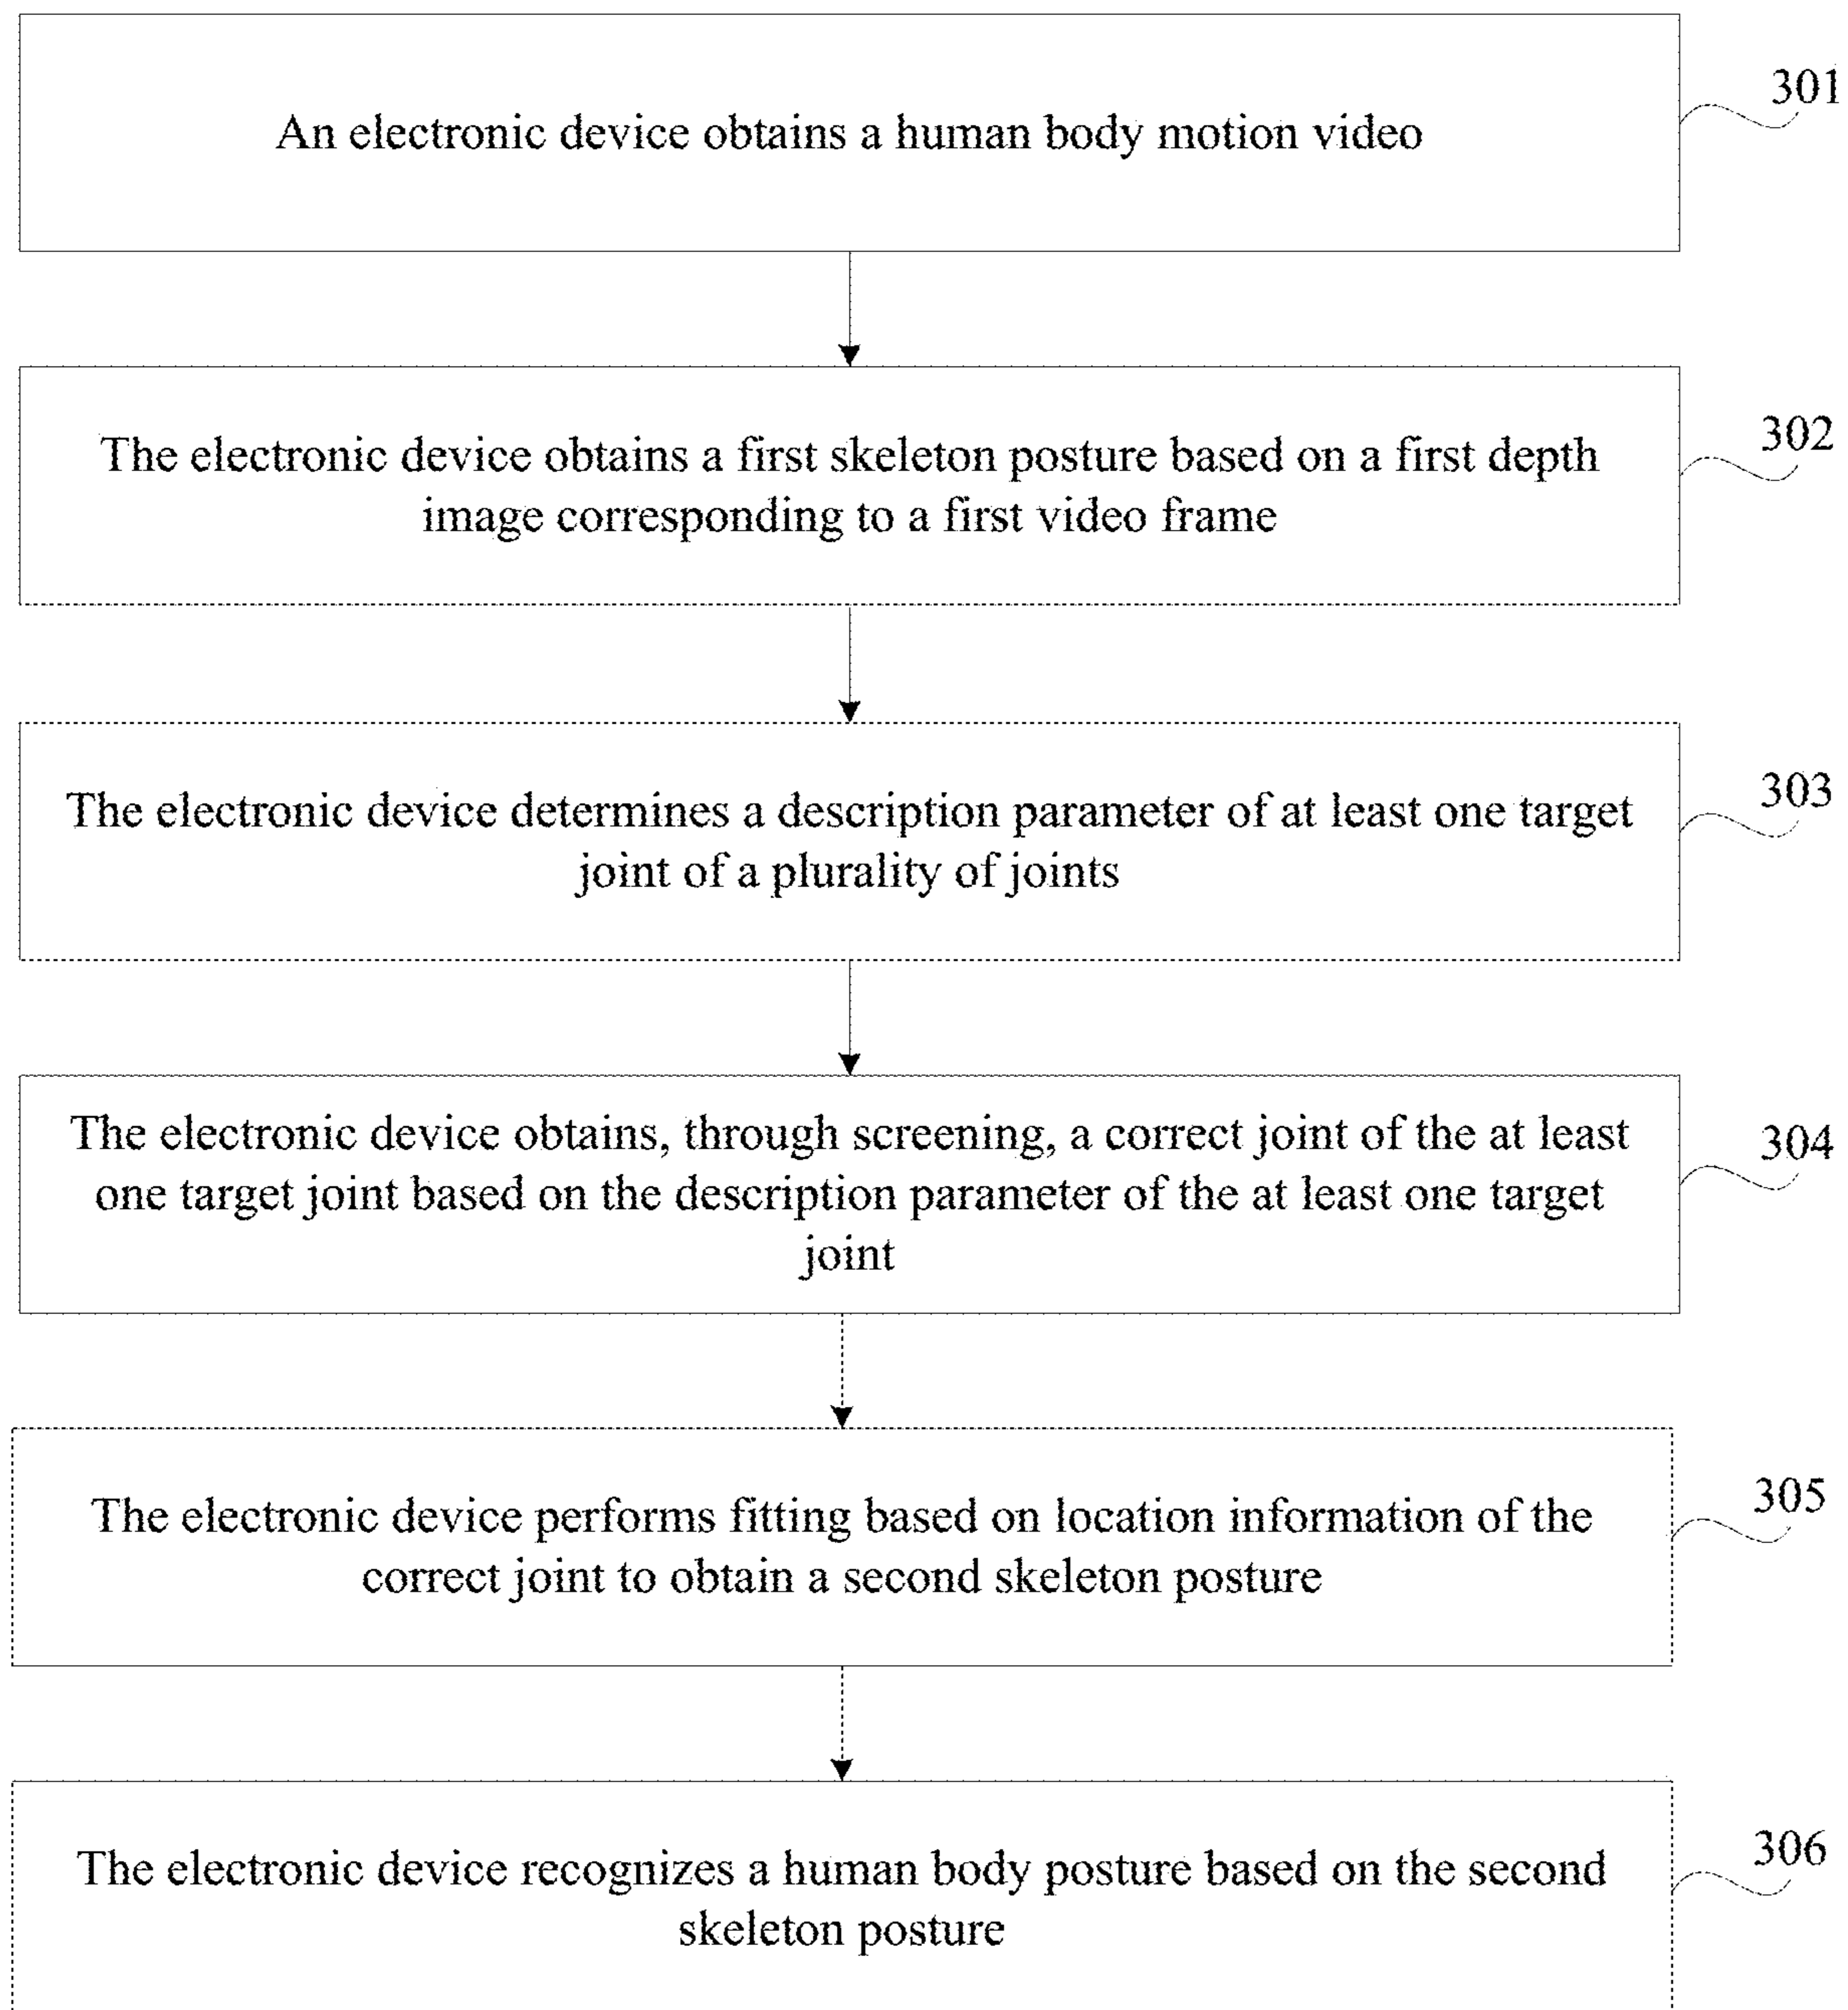 An electronic device obtains a human body motion video
301
The electronic device obtains a first skeleton posture based on a first depth
image corresponding to a first video frame
302
The electronic device determines a description parameter of at least one target
joint of a plurality of joints
303
The electronic device obtains, through screening, a correct joint of the at least
one target joint based on the description parameter of the at least one target
joint
304
The electronic device performs fitting based on location information of the
correct joint to obtain a second skeleton posture
305
The electronic device recognizes a human body posture based on the second
skeleton posture
306